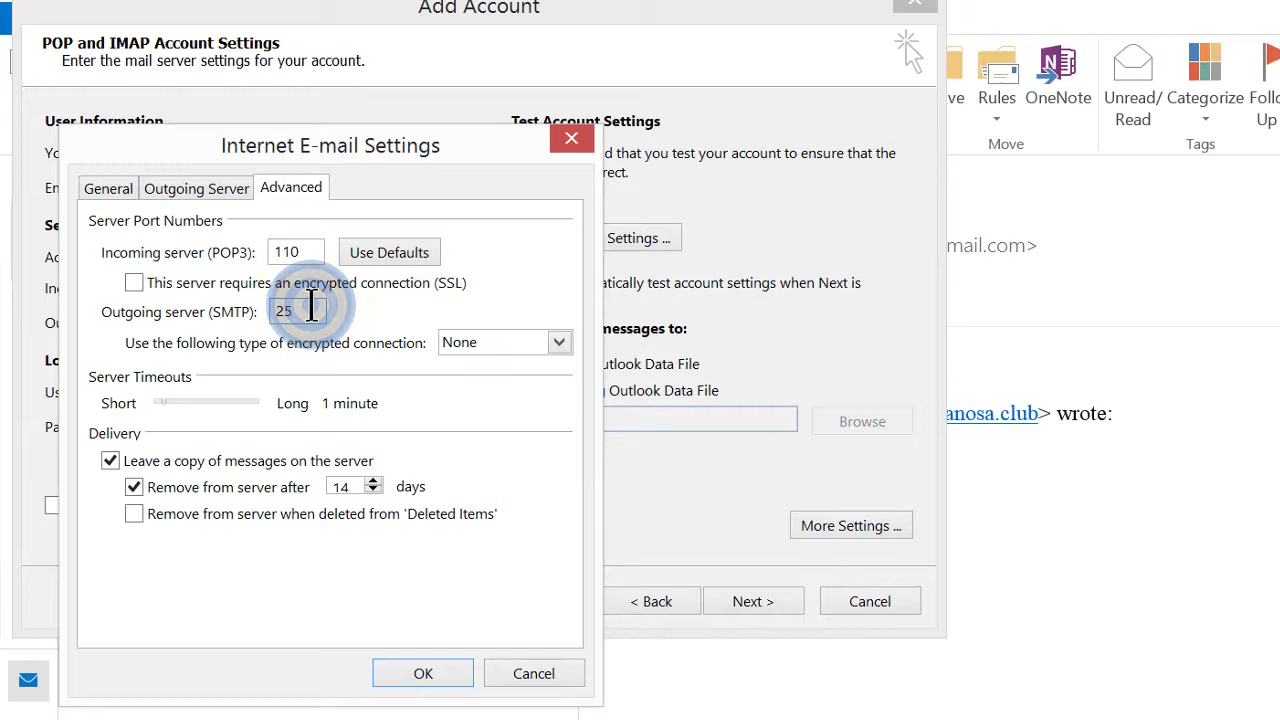 Add Account
POP and IMAP Account Settings
Enter the mail server settings for your account.
Rules
OneNote
Unread/
Read
Categorize
Up
Move
Tags
User Information
Test Account Settings
that you test your account to ensure that the
Internet E-mail Settings
General
Outgoing Server
Advanced
Server Port Numbers
Incoming server (POP3):
110
Use Defaults
Settings ...
mail.com>
This server requires an encrypted connection (SSL)
account settings when Next is
Outgoing server (SMTP):
25
messages to:
Use the following type of encrypted connection:
None
Data File
Server Timeouts
Outlook Data File
Short
Long
1 minute
anosa.club> wrote:
Browse
Delivery
Leave a copy of messages on the server
Remove from server after
14
days
Remove from server when deleted from 'Deleted Items'
More Settings ...
< Back
Next >
Cancel
OK
Cancel